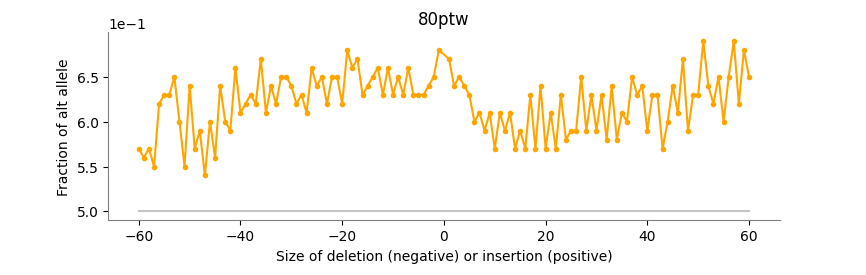 80ptw
1e−1
Fraction of alt allele
6.5
6.0
5.5
5.0
−60 −40 −20 0 20 40 60
Size of deletion (negative) or insertion (positive)